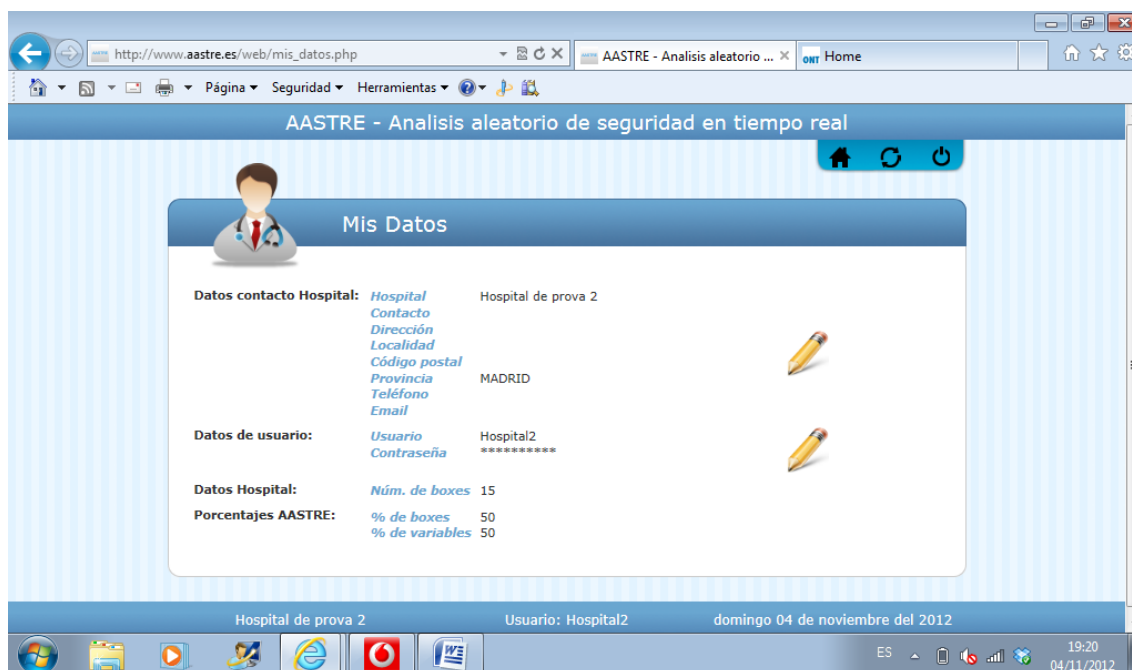 http://www.aastre.es/web/mis_datos.php
AASTRE - Analisis aleatorio ...
ONT Home
Página Seguridad Herramientas
AASTRE - Analisis aleatorio de seguridad en tiempo real
Mis Datos
Datos contacto Hospital: Hospital Hospital de prova 2
Contacto
Dirección
Localidad
Código postal
Provincia MADRID
Teléfono
Email
Datos de usuario: Usuario Hospital2
Contraseña **********
Datos Hospital: Núm. de boxes 15
Porcentajes AASTRE: % de boxes 50
% de variables 50
Hospital de prova 2 Usuario: Hospital2 domingo 04 de noviembre del 2012
ES 19:20
04/11/2012